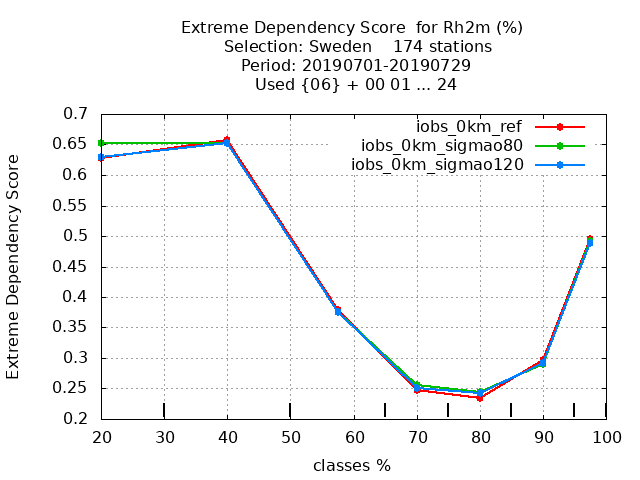 Extreme Dependency Score  for Rh2m (%)
Selection: Sweden    174 stations
Period: 20190701-20190729
Used {06} + 00 01 ... 24
iobs_0km_ref
iobs_0km_sigmao80
iobs_0km_sigmao120
Extreme Dependency Score
0.7
0.65
0.6
0.55
0.5
0.45
0.4
0.35
0.3
0.25
0.2
20 30 40 50 60 70 80 90 100
classes %